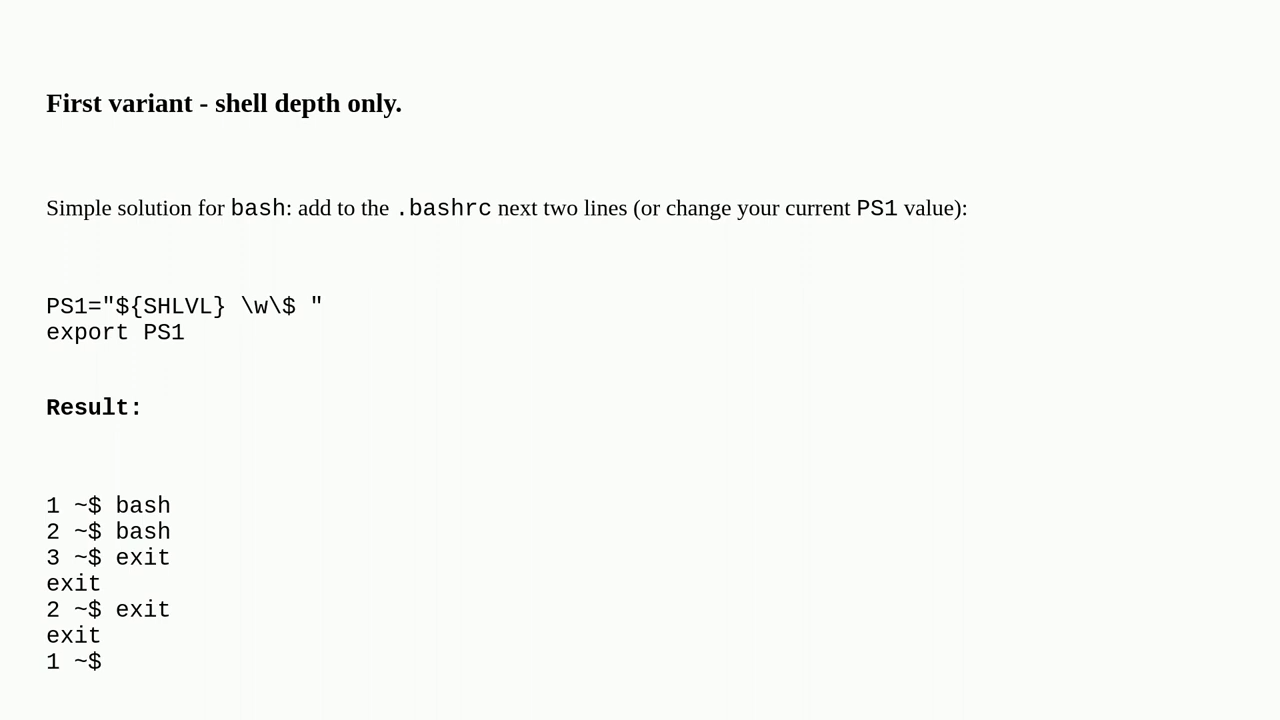 First variant - shell depth only.
Simple solution for bash: add to the .bashrc next two lines (or change your current PS1 value):
PS1="${SHLVL} \w\$ "
export PS1
Result:
1 ~$ bash
2 ~$ bash
3 ~$ exit
exit
2 ~$ exit
exit
1 ~$